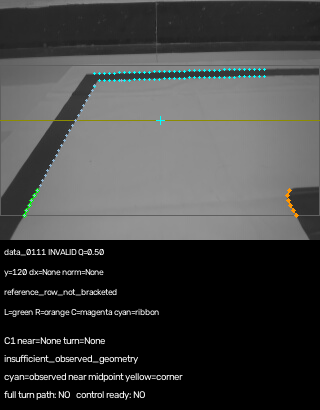 data_0111 INVALID Q=0.50
y=120 dx=None norm=None
reference_row_not_bracketed
L=green R=orange C=magenta cyan=ribbon
C1 near=None turn=None
insufficient_observed_geometry
cyan=observed near midpoint yellow=corner
full turn path: NO control ready: NO